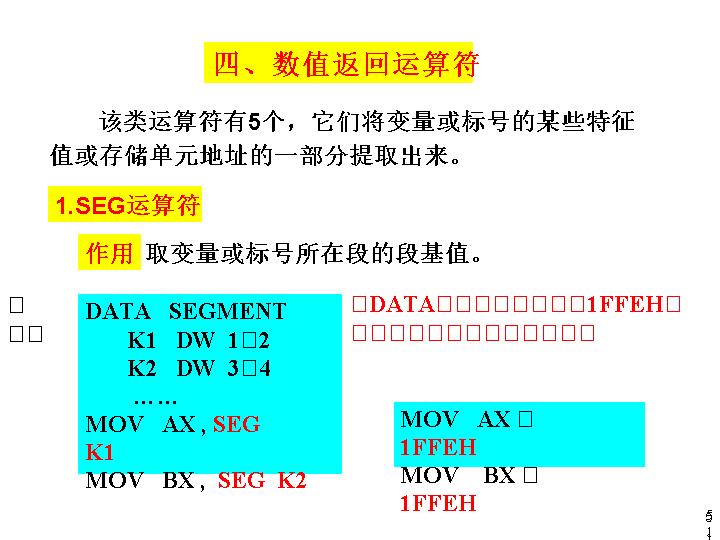 四、数值返回运算符
该类运算符有5个，它们将变量或标号的某些特征
值或存储单元地址的一部分提取出来。
1. SEG运算符
作用 取变量或标号所在段的段基值。
□
□□
DATA SEGMENT
K1 DW 1□2
K2 DW 3□4
……
MOV AX , SEG
K1
MOV BX , SEG K2
□DATA□□□□□□□□1FFEH□
□□□□□□□□□□□□□
MOV AX □
1FFEH
MOV BX □
1FFEH